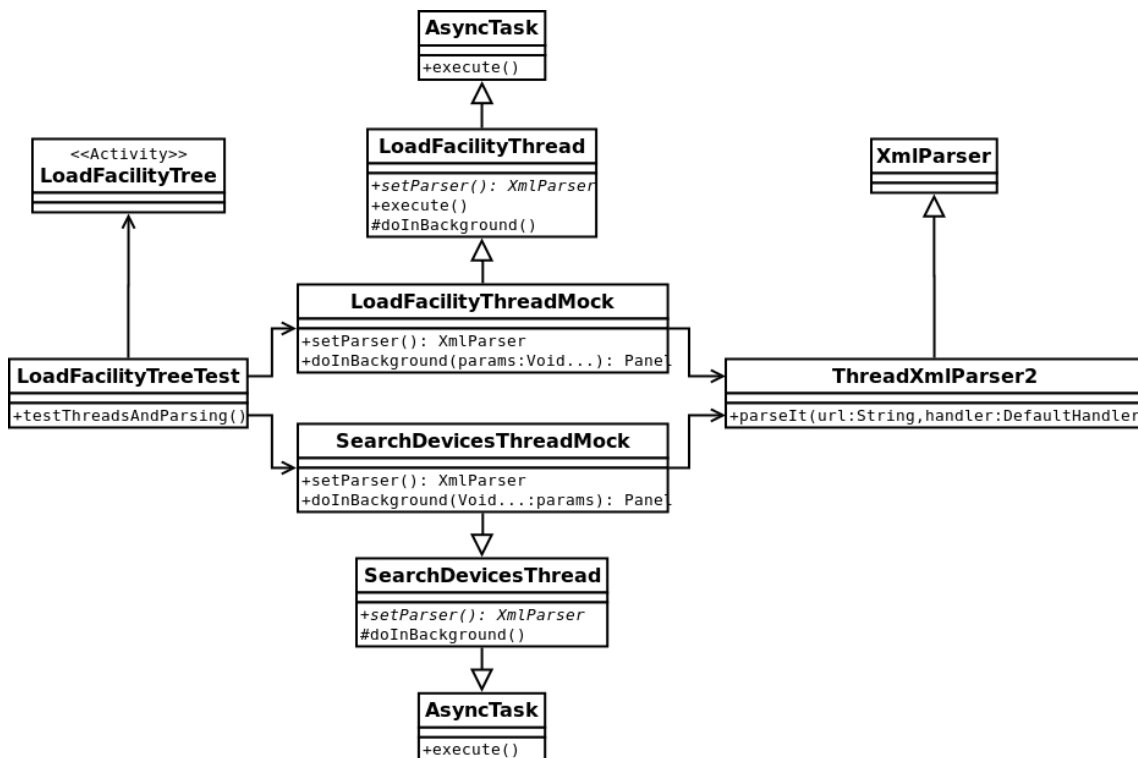 AsyncTask
+execute()
<<Activity>>
LoadFacilityTree
LoadFacilityThread
+setParser(): XmlParser
+execute()
#doInBackground()
XmlParser
LoadFacilityThreadMock
+setParser(): XmlParser
+doInBackground(params:Void...): Panel
LoadFacilityTreeTest
+testThreadsAndParsing()
ThreadXmlParser2
+parseIt(url:String,handler:DefaultHandler
SearchDevicesThreadMock
+setParser(): XmlParser
+doInBackground(Void...:params): Panel
SearchDevicesThread
+setParser(): XmlParser
#doInBackground()
AsyncTask
+execute()